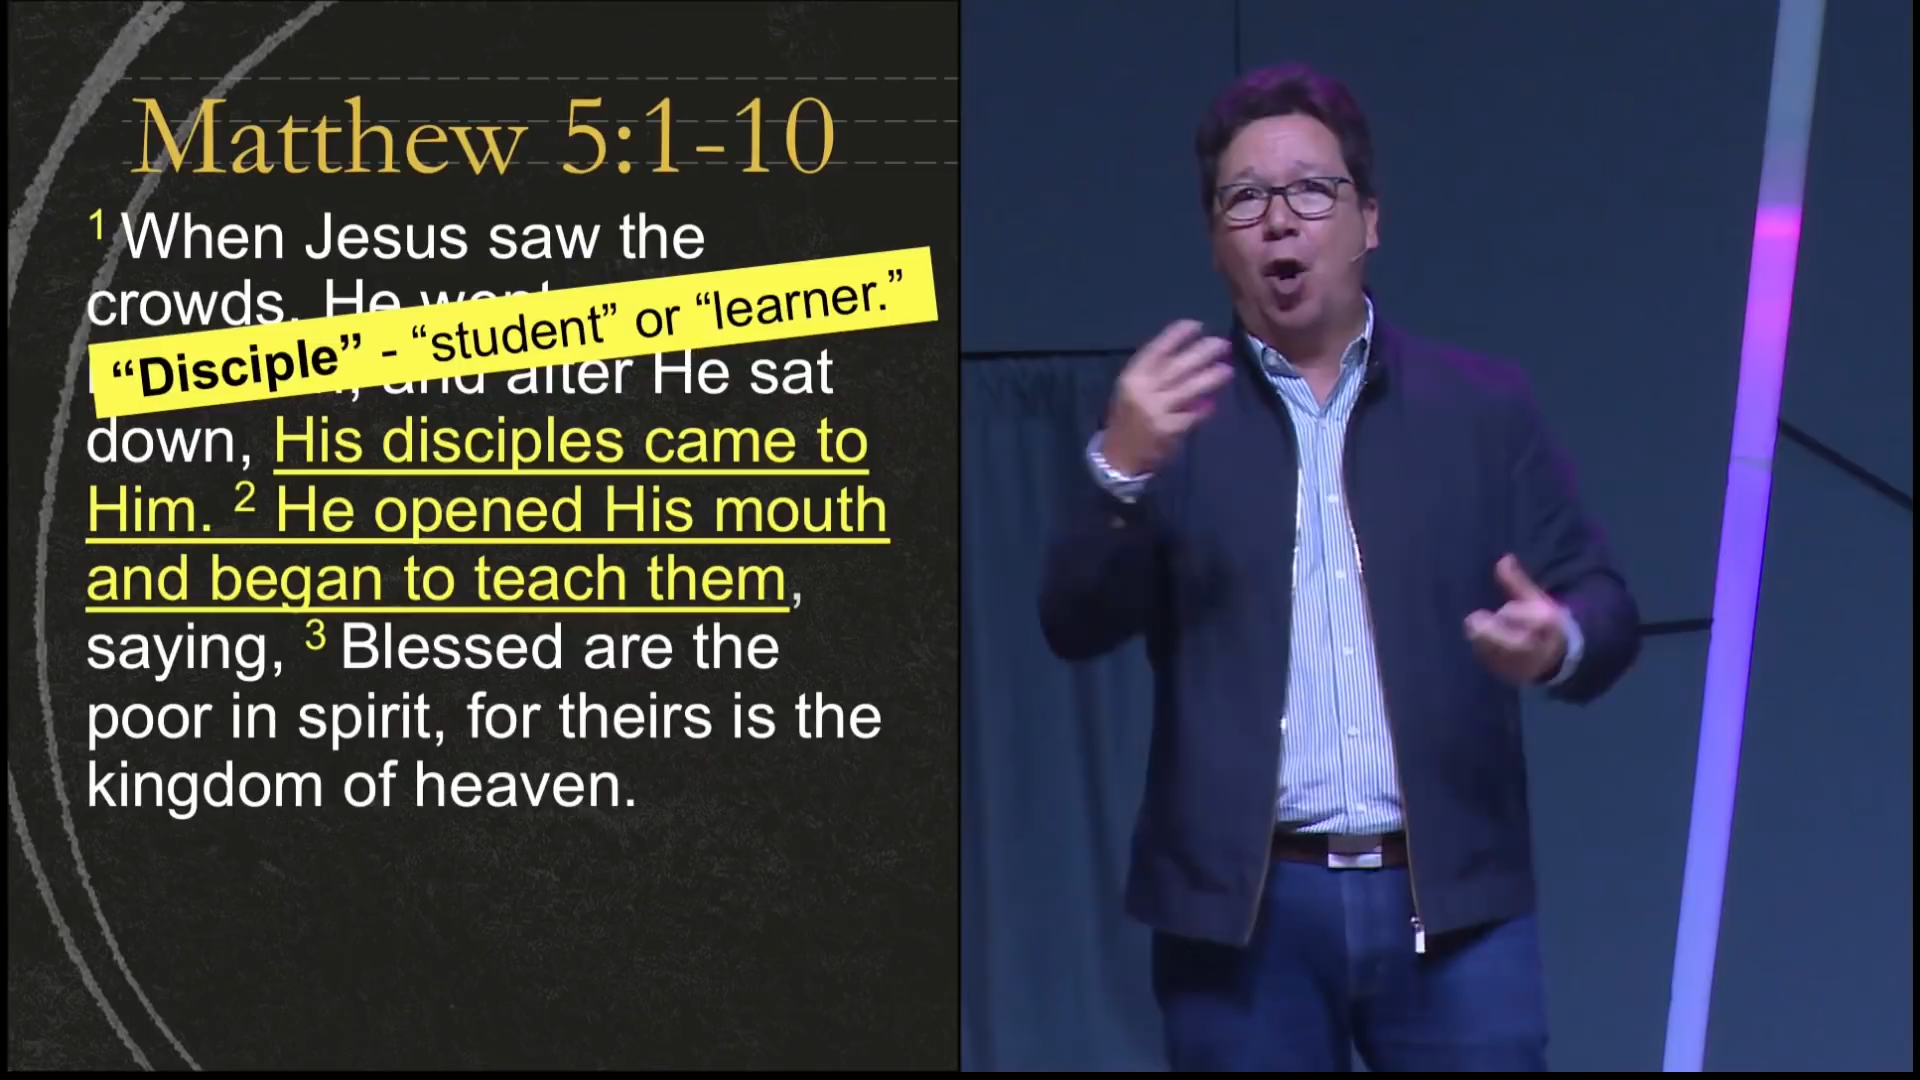 Matthew 5:1-10
1 When Jesus saw the
crowds, He went
“Disciple” - “student” or “learner.”
and after He sat
down, His disciples came to
Him. 2 He opened His mouth
and began to teach them,
saying, 3 Blessed are the
poor in spirit, for theirs is the
kingdom of heaven.